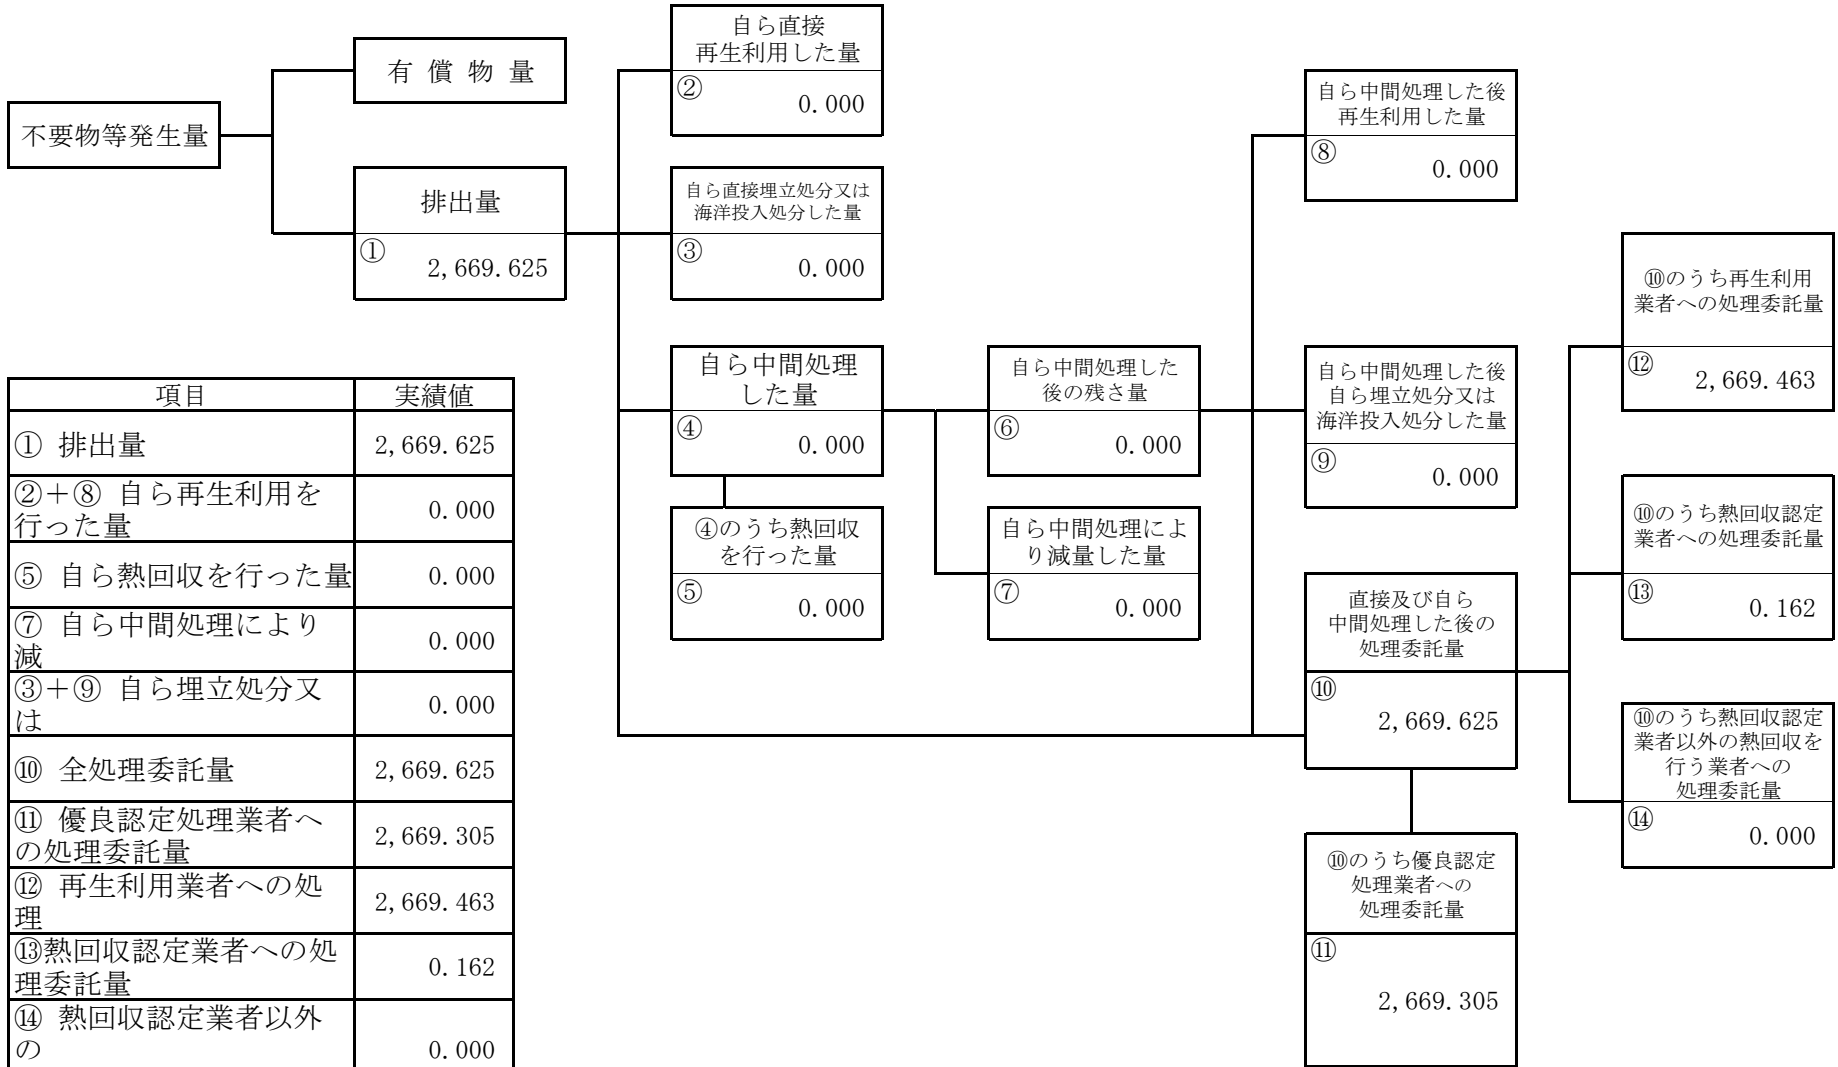 不要物等発生量
有 償 物 量
排出量
①
2,669.625
自ら直接
再生利用した量
②
0.000
自ら直接埋立処分又は
海洋投入処分した量
③
0.000
自ら中間処理
した量
④
0.000
④のうち熱回収
を行った量
⑤
0.000
自ら中間処理した
後の残さ量
⑥
0.000
自ら中間処理によ
り減量した量
⑦
0.000
自ら中間処理した後
再生利用した量
⑧
0.000
自ら中間処理した後
自ら埋立処分又は
海洋投入処分した量
⑨
0.000
直接及び自ら
中間処理した後の
処理委託量
⑩
2,669.625
⑩のうち優良認定
処理業者への
処理委託量
⑪
2,669.305
⑩のうち再生利用
業者への処理委託量
⑫
2,669.463
⑩のうち熱回収認定
業者への処理委託量
⑬
0.162
⑩のうち熱回収認定
業者以外の熱回収を
行う業者への
処理委託量
⑭
0.000
項目 実績値
① 排出量 2,669.625
②＋⑧ 自ら再生利用を
行った量 0.000
⑤ 自ら熱回収を行った量 0.000
⑦ 自ら中間処理により
減 0.000
③＋⑨ 自ら埋立処分又
は 0.000
⑩ 全処理委託量 2,669.625
⑪ 優良認定処理業者へ
の処理委託量 2,669.305
⑫ 再生利用業者への処
理 2,669.463
⑬熱回収認定業者への処
理委託量 0.162
⑭ 熱回収認定業者以外
の 0.000